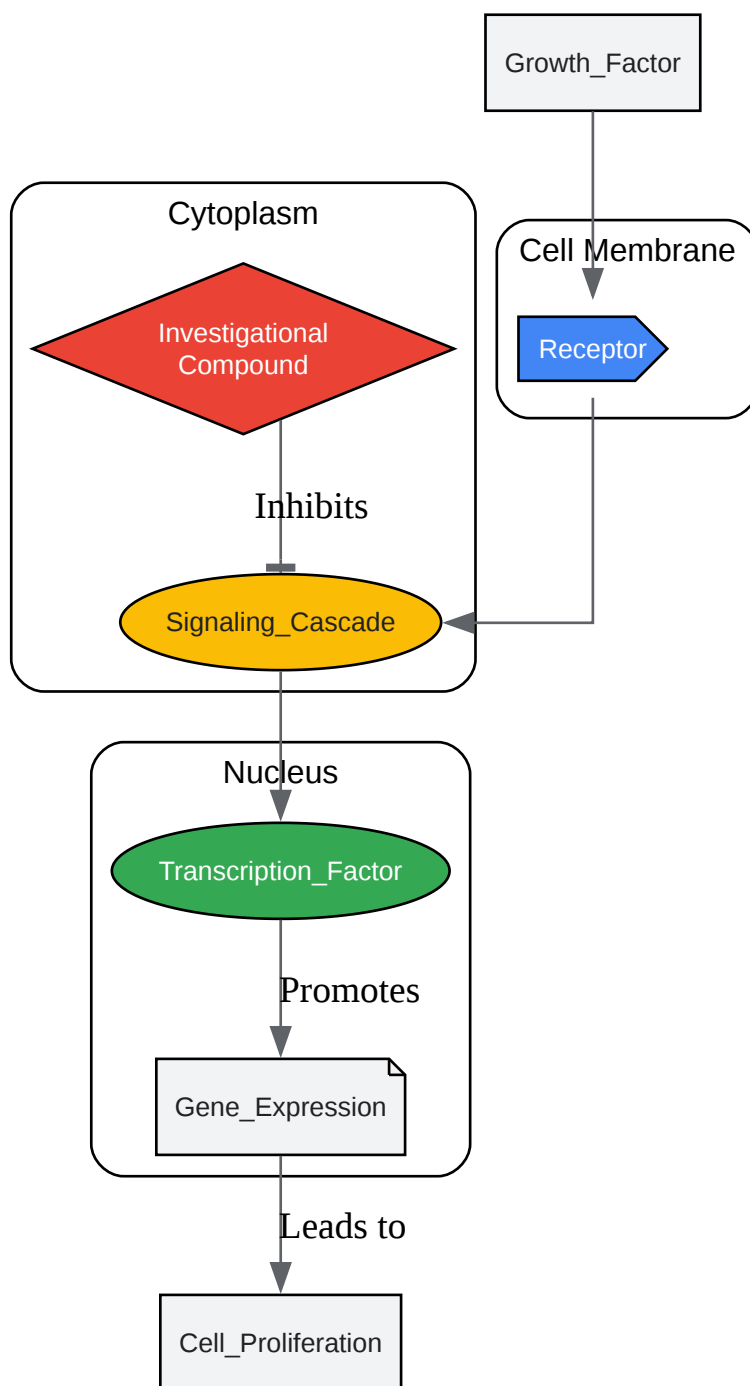 Growth_Factor
Cytoplasm
Cell Membrane
Investigational
Compound
Receptor
Inhibits
Signaling_Cascade
Nucleus
Transcription_Factor
Promotes
Gene_Expression
Leads to
Cell_Proliferation